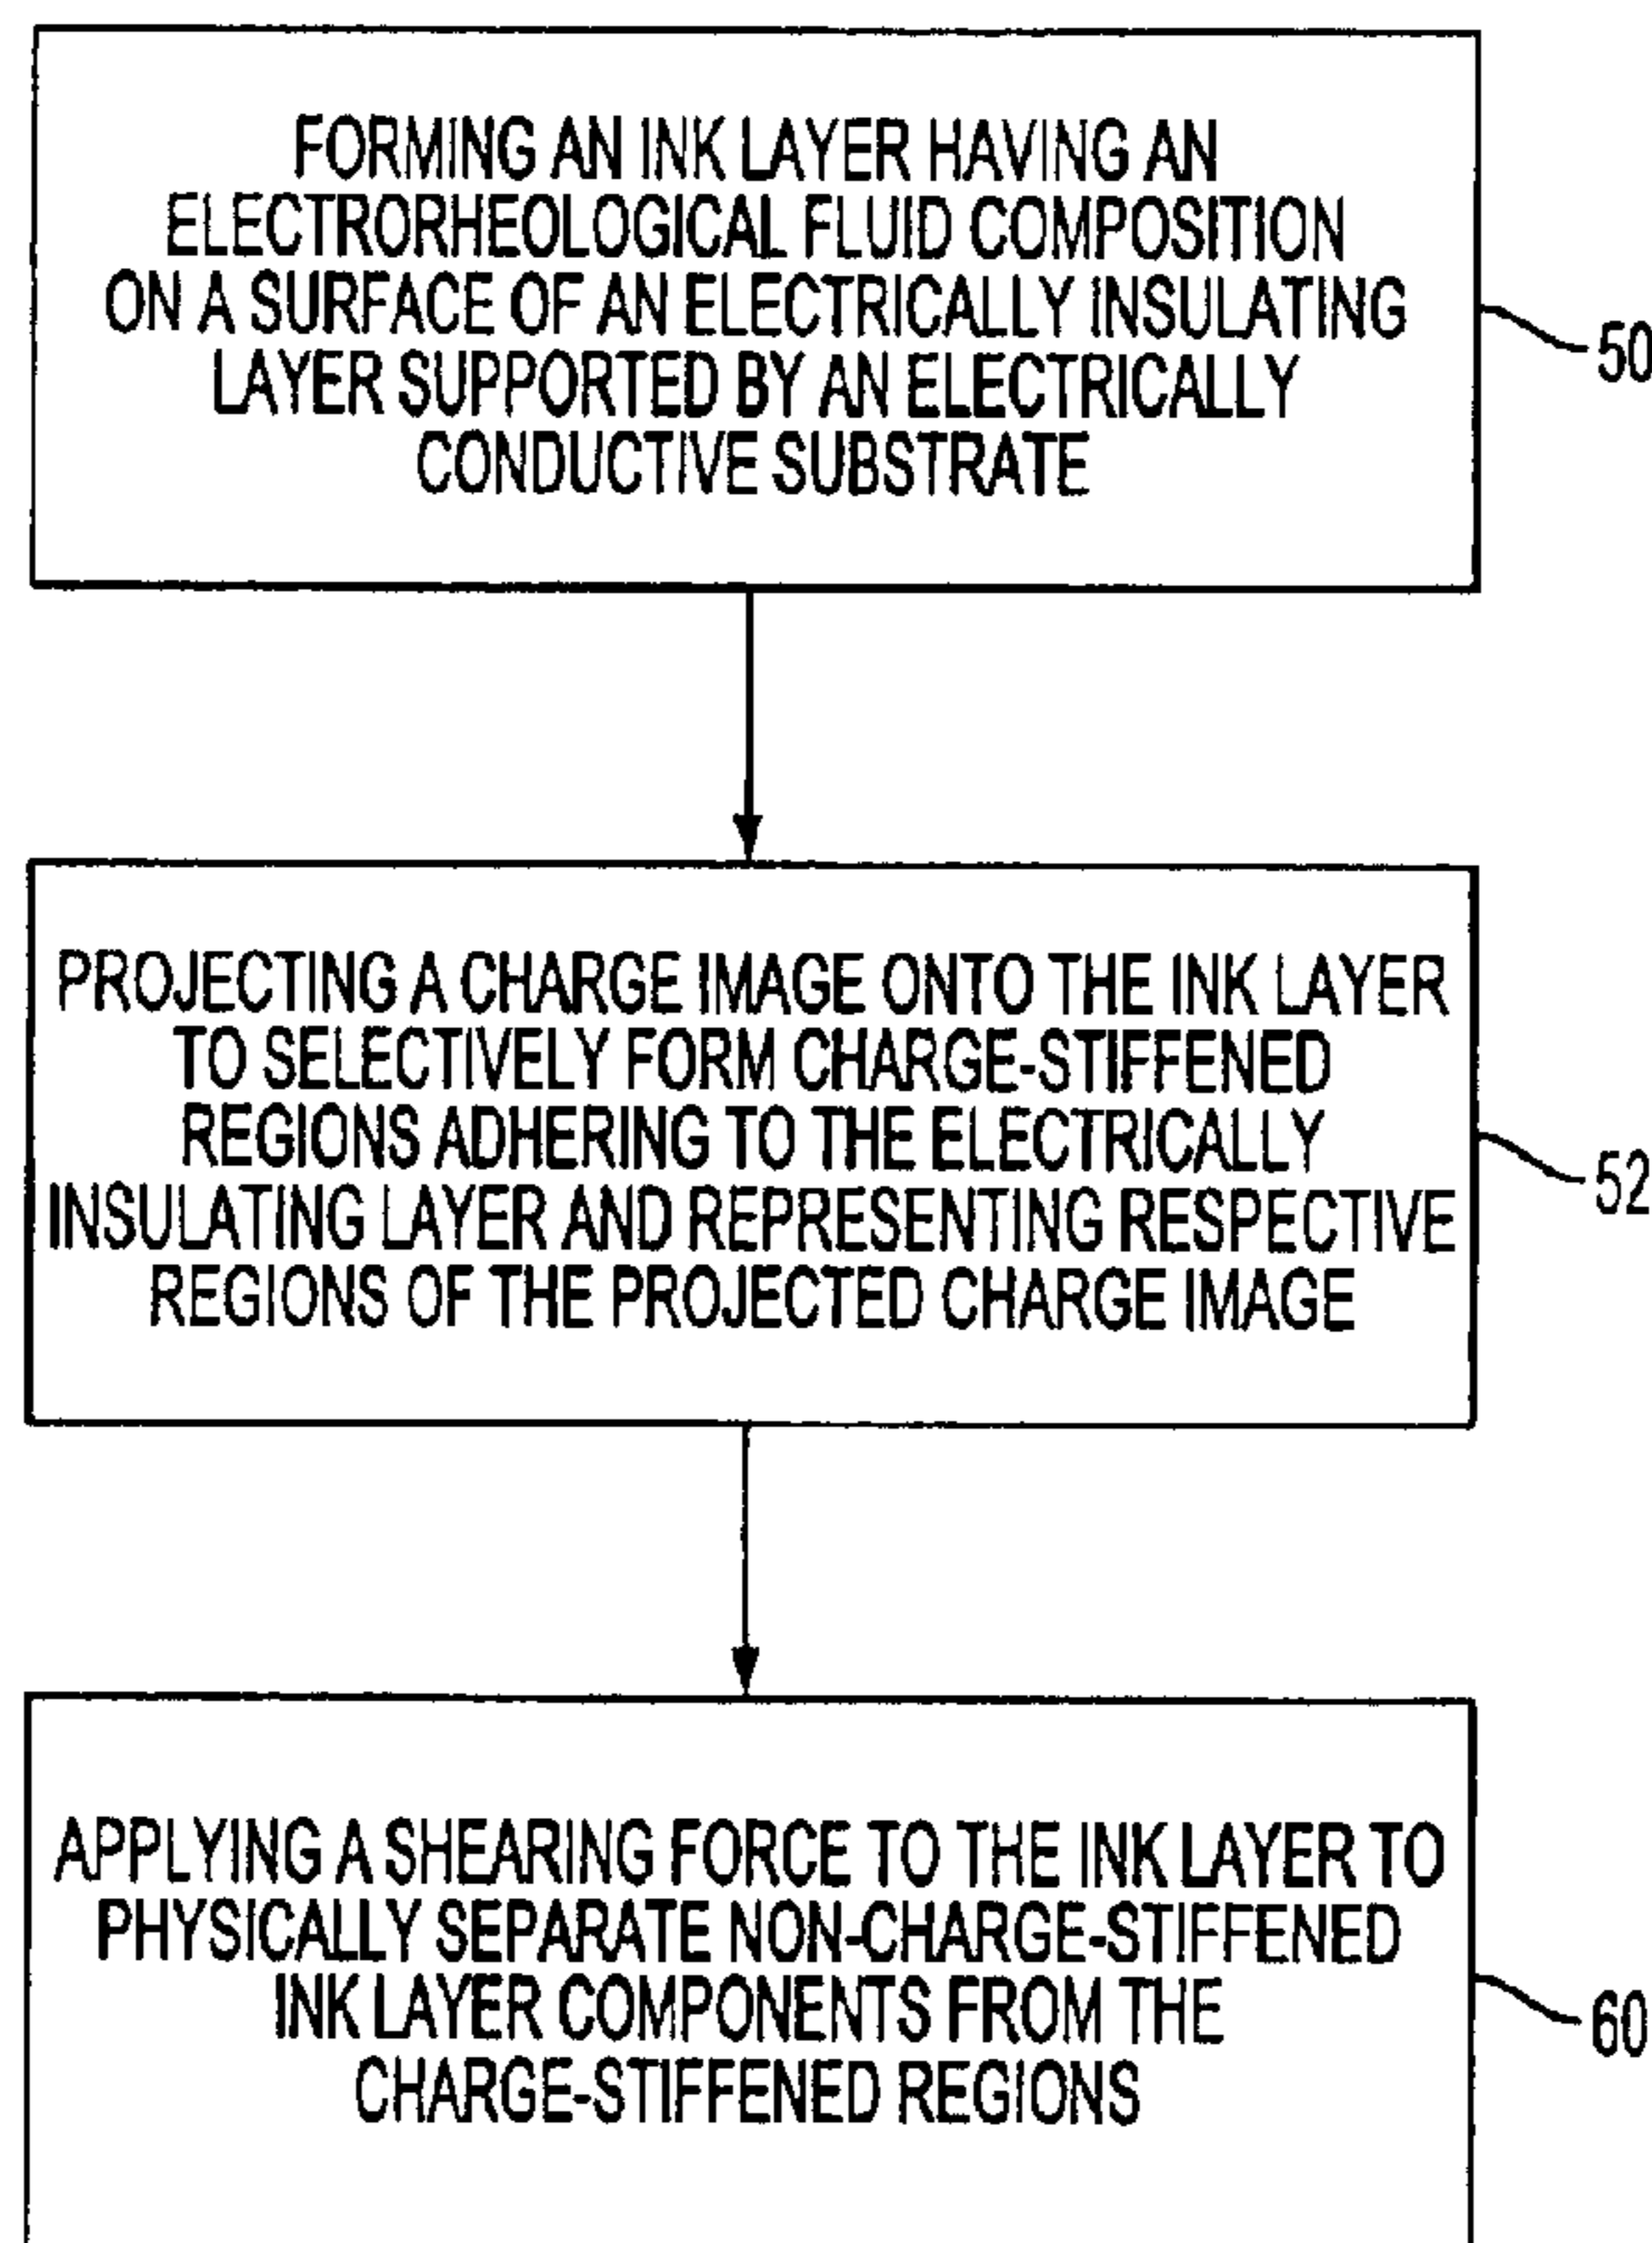 FORMING AN INK LAYER HAVING AN
ELECTRORHEOLOGICAL FLUID COMPOSITION
ON A SURFACE OF AN ELECTRICALLY INSULATING
LAYER SUPPORTED BY AN ELECTRICALLY
CONDUCTIVE SUBSTRATE
50
PROJECTING A CHARGE IMAGE ONTO THE INK LAYER
TO SELECTIVELY FORM CHARGE-STIFFENED
REGIONS ADHERING TO THE ELECTRICALLY
INSULATING LAYER AND REPRESENTING RESPECTIVE
REGIONS OF THE PROJECTED CHARGE IMAGE
52
APPLYING A SHEARING FORCE TO THE INK LAYER TO
PHYSICALLY SEPARATE NON-CHARGE-STIFFENED
INK LAYER COMPONENTS FROM THE
CHARGE-STIFFENED REGIONS
60